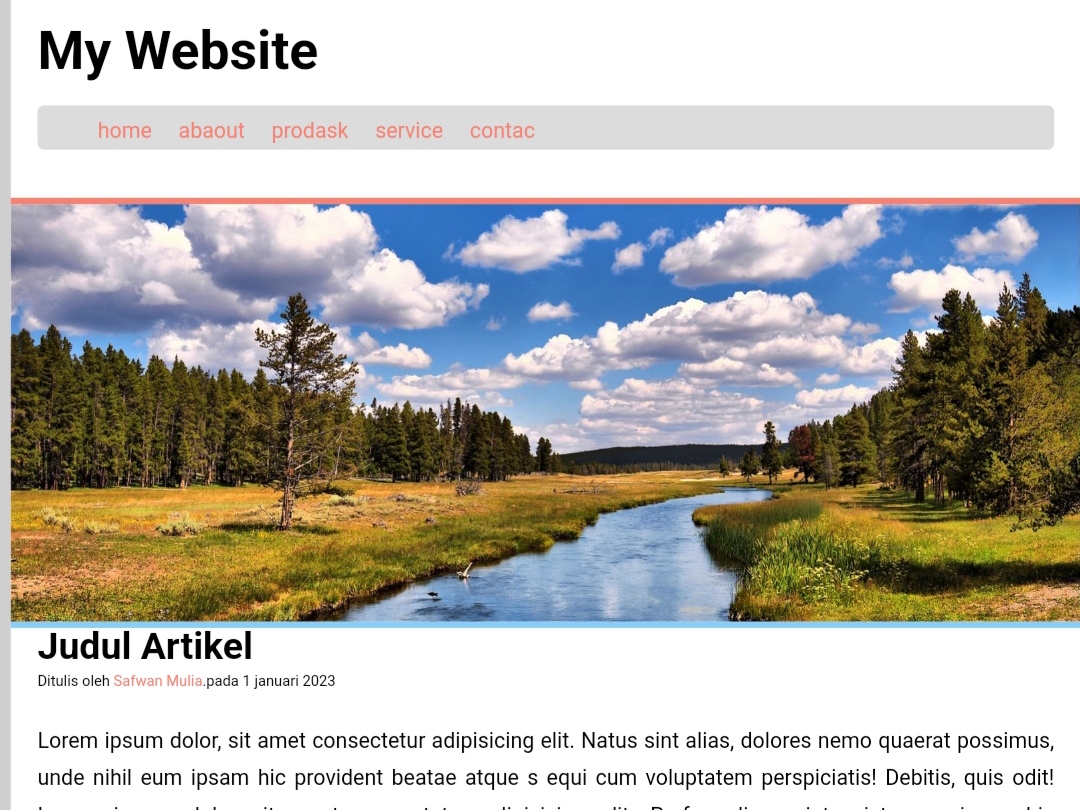 My Website
home abaout prodask service contac
Judul Artikel
Ditulis oleh Safwan Mulia.pada 1 januari 2023
Lorem ipsum dolor, sit amet consectetur adipisicing elit. Natus sint alias, dolores nemo quaerat possimus,
unde nihil eum ipsam hic provident beatae atque s equi cum voluptatem perspiciatis! Debitis, quis odit!